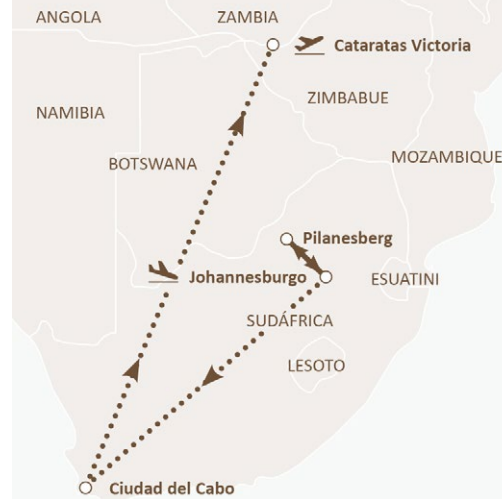 ANGOLA
ZAMBIA
Cataratas Victoria
ZIMBABUE
NAMIBIA
MOZAMBIQUE
BOTSWANA
Pilanesberg
Johannesburgo
ESUATINI
SUDÁFRICA
LESOTO
Ciudad del Cabo